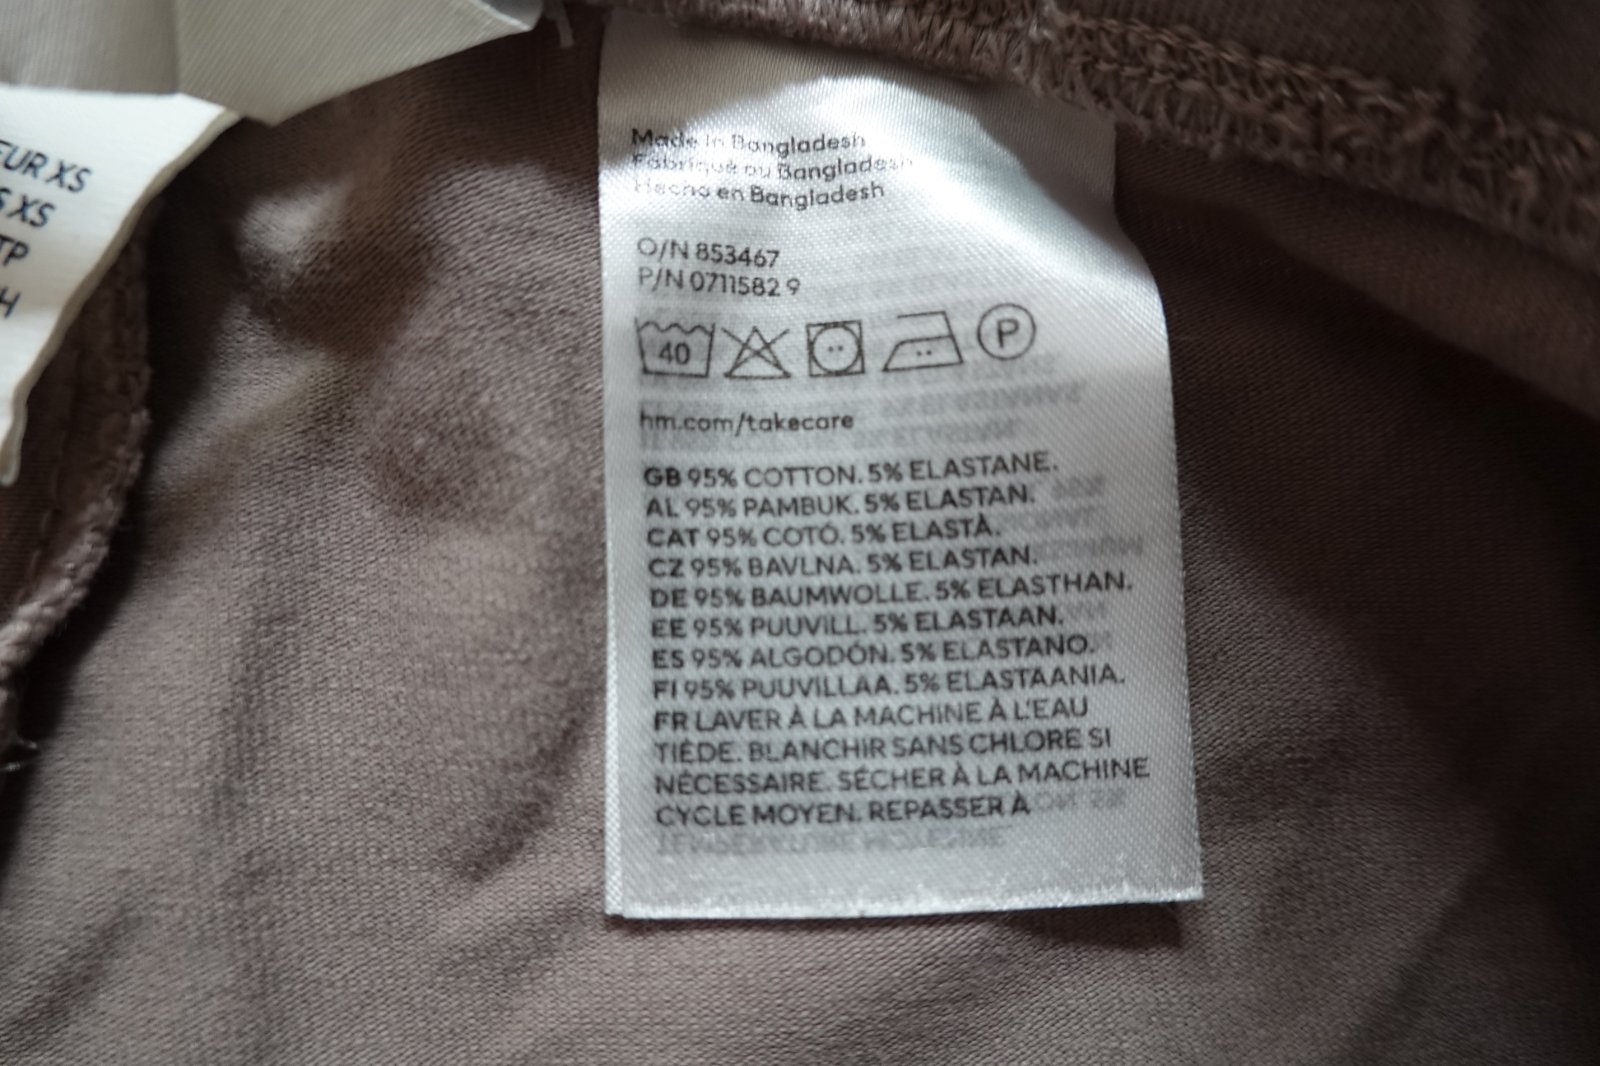 EUR XS
XS
TP
Made in Bangladesh
Fabriqué au Bangladesh
Hecho en Bangladesh
O/N 853467
P/N 0711582 9
40
P
hm.com/takecare
GB 95% COTTON. 5% ELASTANE.
AL 95% PAMBUK. 5% ELASTAN.
CAT 95% COTÓ. 5% ELASTÀ.
CZ 95% BAVLNA. 5% ELASTAN.
DE 95% BAUMWOLLE. 5% ELASTHAN.
EE 95% PUUVILL. 5% ELASTAAN.
ES 95% ALGODÓN. 5% ELASTANO.
FI 95% PUUVILLAA. 5% ELASTAANIA.
FR LAVER À LA MACHINE À L'EAU
TIÈDE. BLANCHIR SANS CHLORE SI
NÉCESSAIRE. SÉCHER À LA MACHINE
CYCLE MOYEN. REPASSER À